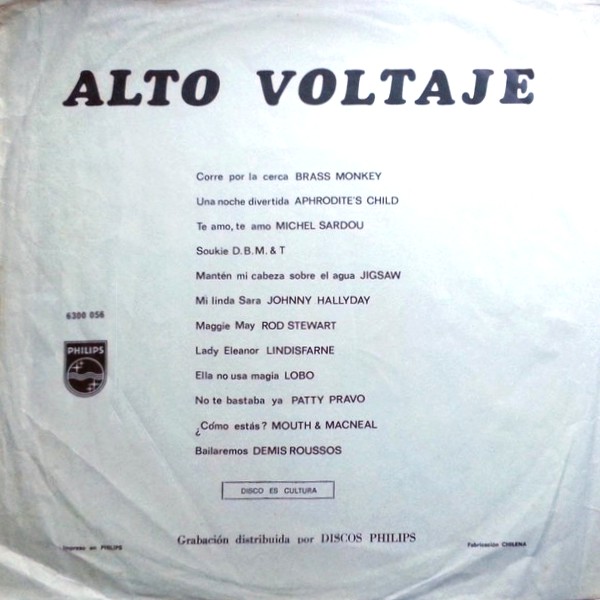 ALTO VOLTAJE
Corre por la cerca BRASS MONKEY
Una noche divertida APHRODITE'S CHILD
Te amo, te amo MICHEL SARDOU
Soukie D.B.M. & T
Mantén mi cabeza sobre el agua JIGSAW
Mi linda Sara JOHNNY HALLYDAY
Maggie May ROD STEWART
Lady Eleanor LINDISFARNE
Ella no usa magia LOBO
No te bastaba ya PATTY PRAVO
¿Cómo estás? MOUTH & MACNEAL
Bailaremos DEMIS ROUSSOS
6300 056
PHILIPS
DISCO ES CULTURA
Grabación distribuida por DISCOS PHILIPS
Impreso en PHILIPS
Fabricación CHILENA